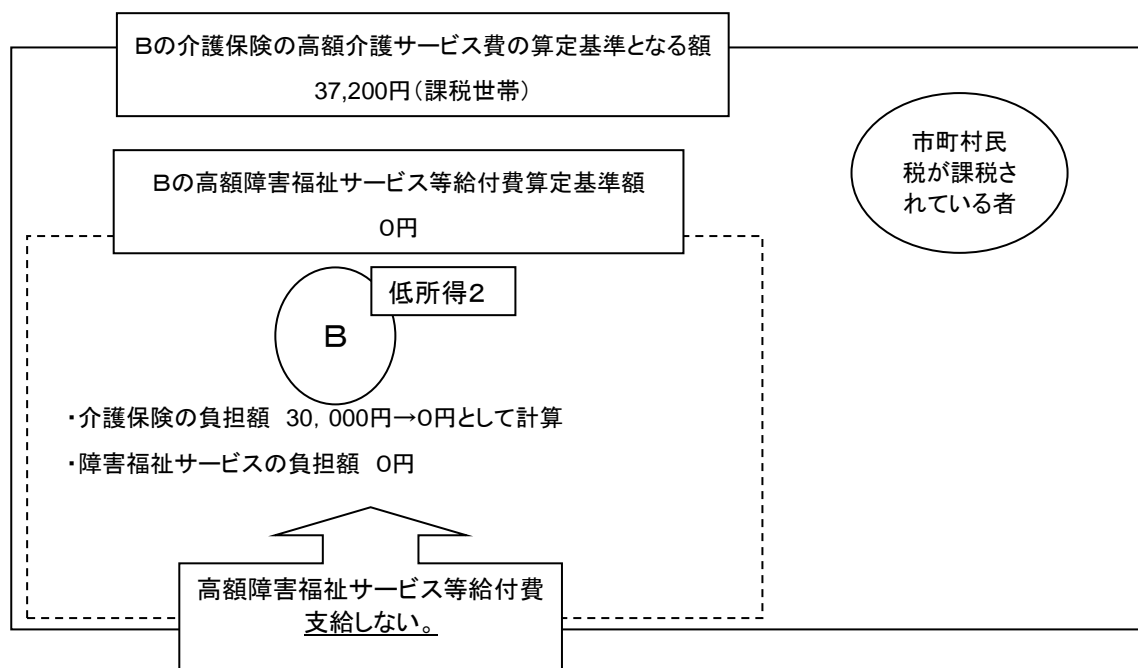 Bの介護保険の高額介護サービス費の算定基準となる額
37,200円(課税世帯)
市町村民
税が課税さ
れている者
Bの高額障害福祉サービス等給付費算定基準額
0円
低所得2
B
・介護保険の負担額 30,000円→0円として計算
・障害福祉サービスの負担額 0円
高額障害福祉サービス等給付費
支給しない。